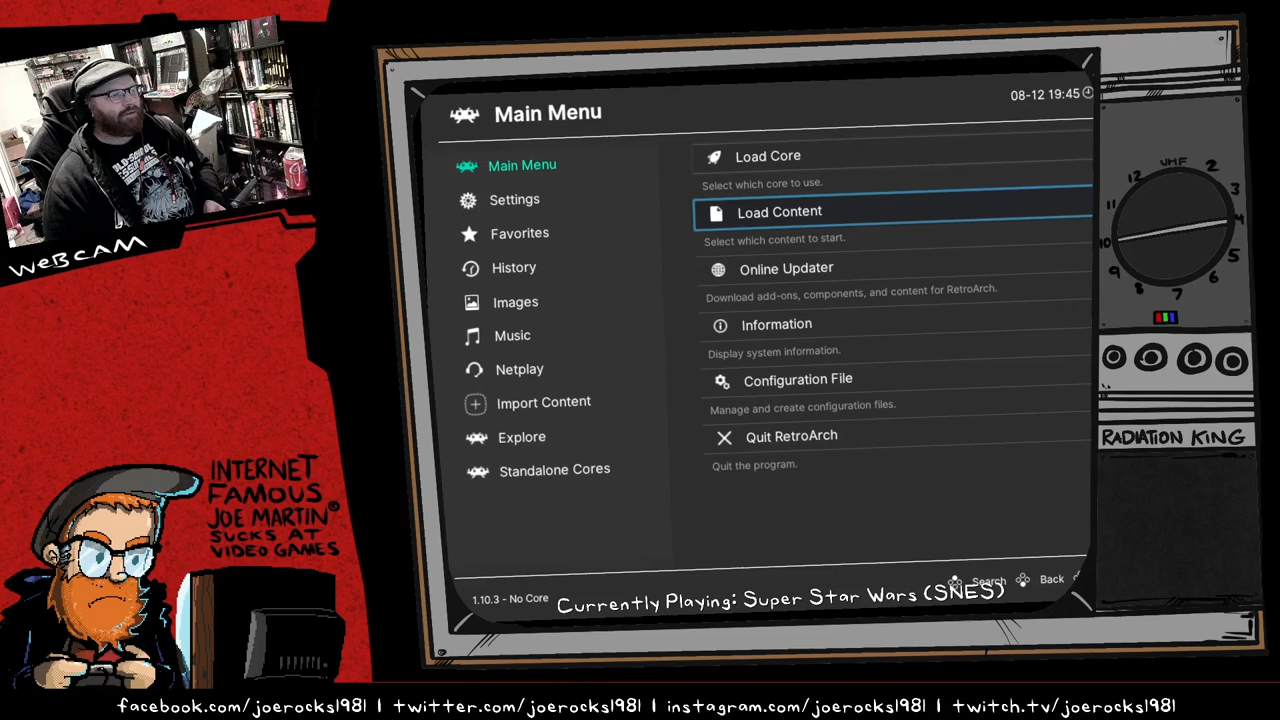 WEBCAM
INTERNET
FAMOUS
JOE MARTIN
SUCKS AT
VIDEO GAMES
Main Menu
08-12 19:45
Main Menu
Settings
Favorites
History
Images
Music
Netplay
Import Content
Explore
Standalone Cores
Load Core
Select which core to use.
Load Content
Select which content to start.
Online Updater
Download add-ons, components, and content for RetroArch.
Information
Display system information.
Configuration File
Manage and create configuration files.
Quit RetroArch
Quit the program.
1.10.3 - No Core
Search
Back
Currently Playing: Super Star Wars (SNES)
VHF
2
3
4
5
6
7
8
9
10
11
12
RADIATION KING
facebook.com/joerocks1981 | twitter.com/joerocks1981 | instagram.com/joerocks1981 | twitch.tv/joerocks1981